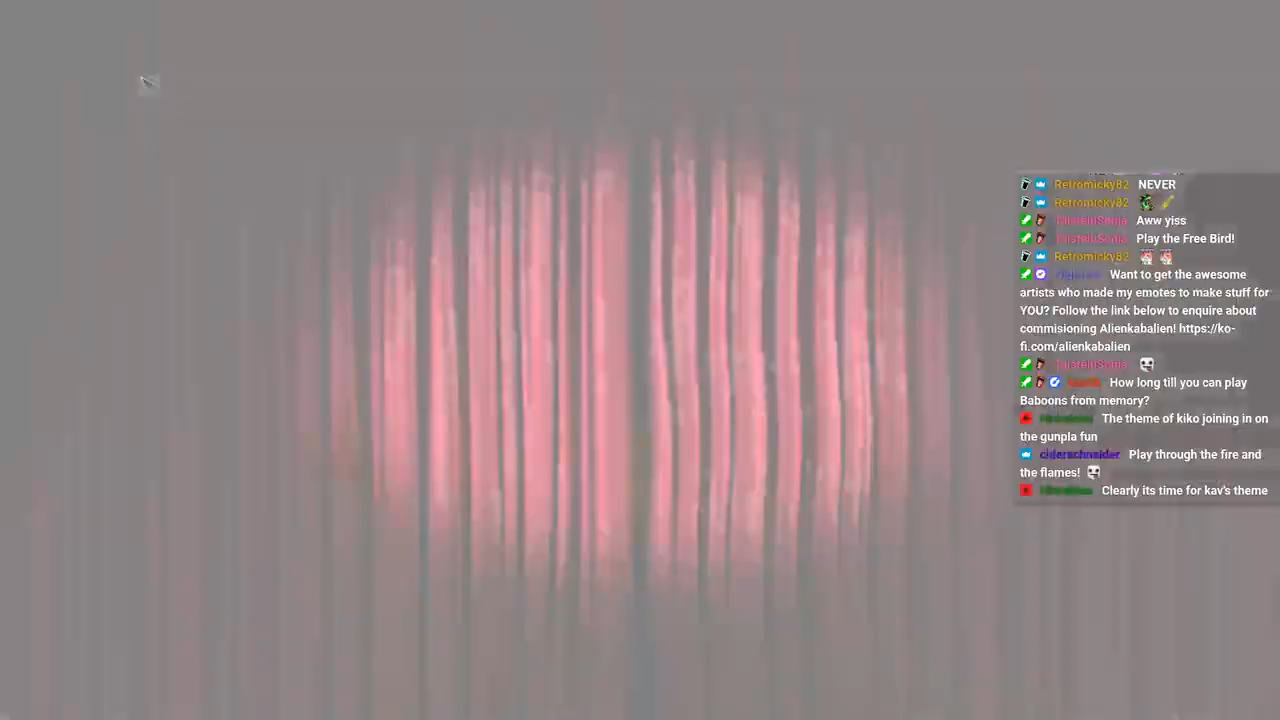 Retromicky82 NEVER
Retromicky82
Aww yiss
Play the Free Bird!
Retromicky82
Want to get the awesome
artists who made my emotes to make stuff for
YOU? Follow the link below to enquire about
commisioning Alienkabalien! https://ko-
fi.com/alienkabalien
How long till you can play
Baboons from memory?
The theme of kiko joining in on
the gunpla fun
Play through the fire and
the flames!
Clearly its time for kav's theme